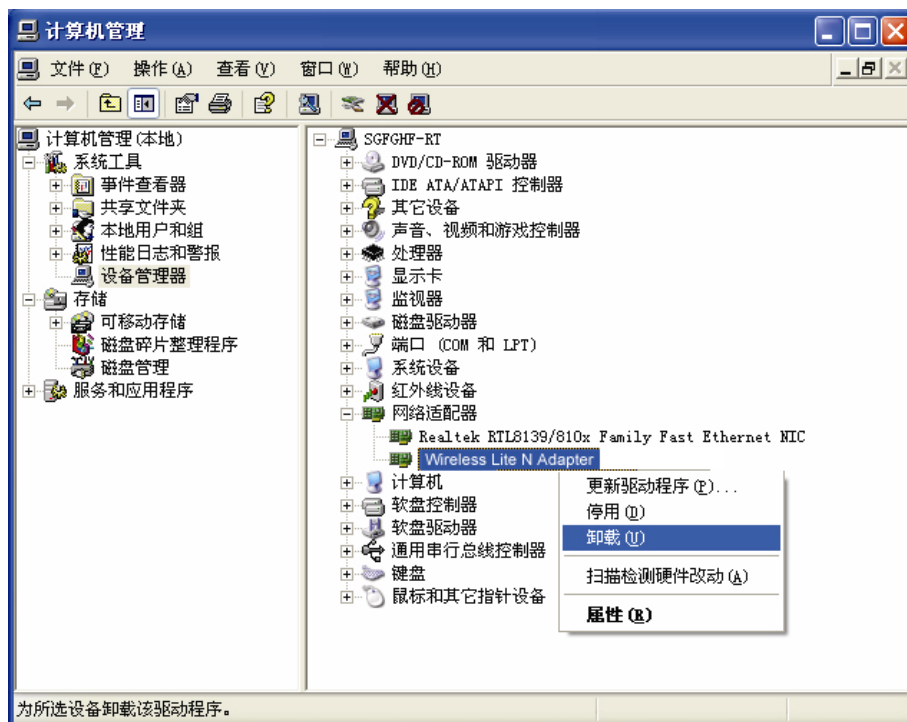 计算机管理
文件(F) 操作(A) 查看(V) 窗口(W) 帮助(H)
计算机管理(本地)
系统工具
事件查看器
共享文件夹
本地用户和组
性能日志和警报
设备管理器
存储
可移动存储
磁盘碎片整理程序
磁盘管理
服务和应用程序
SGFGHF-RT
DVD/CD-ROM 驱动器
IDE ATA/ATAPI 控制器
其它设备
声音、视频和游戏控制器
处理器
显示卡
监视器
磁盘驱动器
端口 (COM 和 LPT)
系统设备
红外线设备
网络适配器
Realtek RTL8139/810x Family Fast Ethernet NIC
Wireless Lite N Adapter
计算机
软盘控制器
软盘驱动器
通用串行总线控制器
键盘
鼠标和其它指针设备
更新驱动程序(P)...
停用(D)
卸载(U)
扫描检测硬件改动(A)
属性(R)
为所选设备卸载该驱动程序。